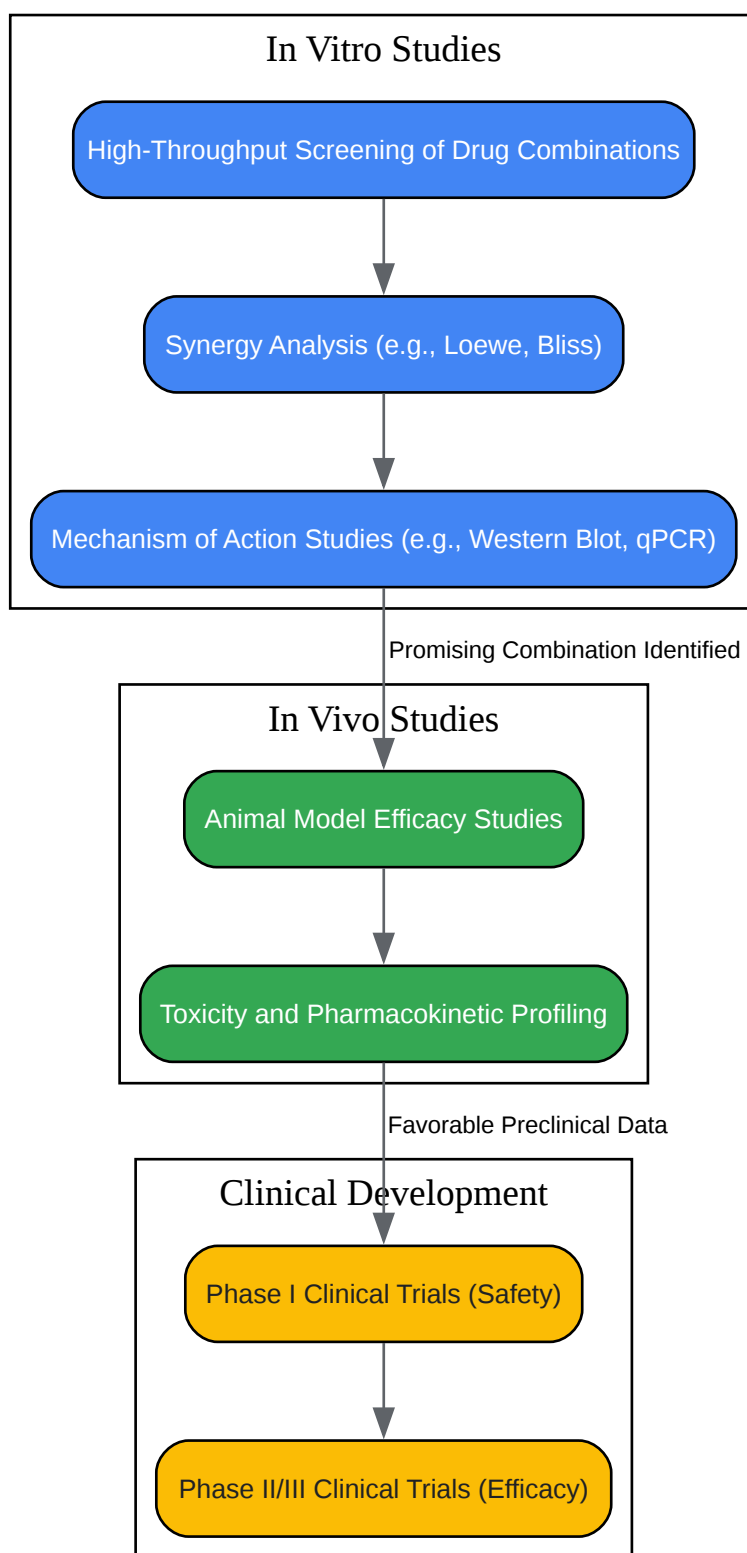 In Vitro Studies
High-Throughput Screening of Drug Combinations
Synergy Analysis (e.g., Loewe, Bliss)
Mechanism of Action Studies (e.g., Western Blot, qPCR)
Promising Combination Identified
In Vivo Studies
Animal Model Efficacy Studies
Toxicity and Pharmacokinetic Profiling
Favorable Preclinical Data
Clinical Development
Phase I Clinical Trials (Safety)
Phase II/III Clinical Trials (Efficacy)